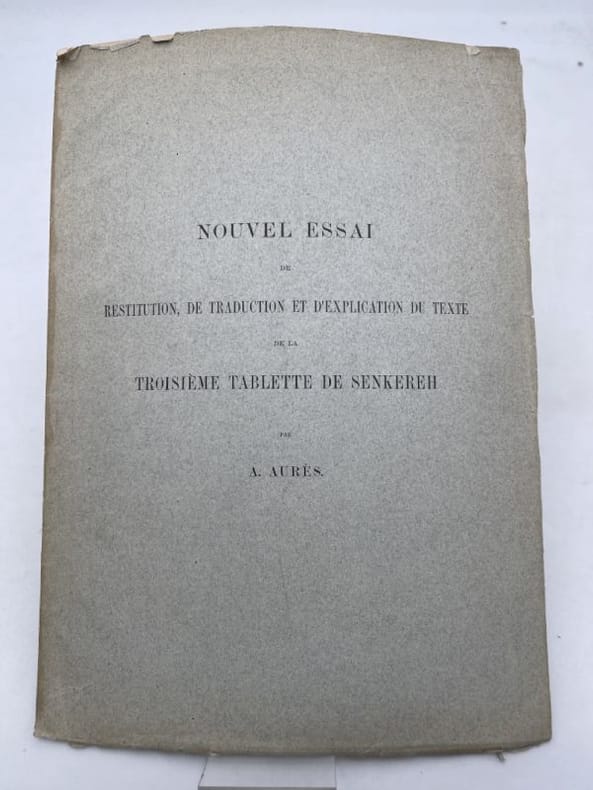 NOUVEL ESSAI
DE
RESTITUTION, DE TRADUCTION ET D'EXPLICATION DU TEXTE
DE LA
TROISIÈME TABLETTE DE SENKEREH
PAR
A. AURÈS.